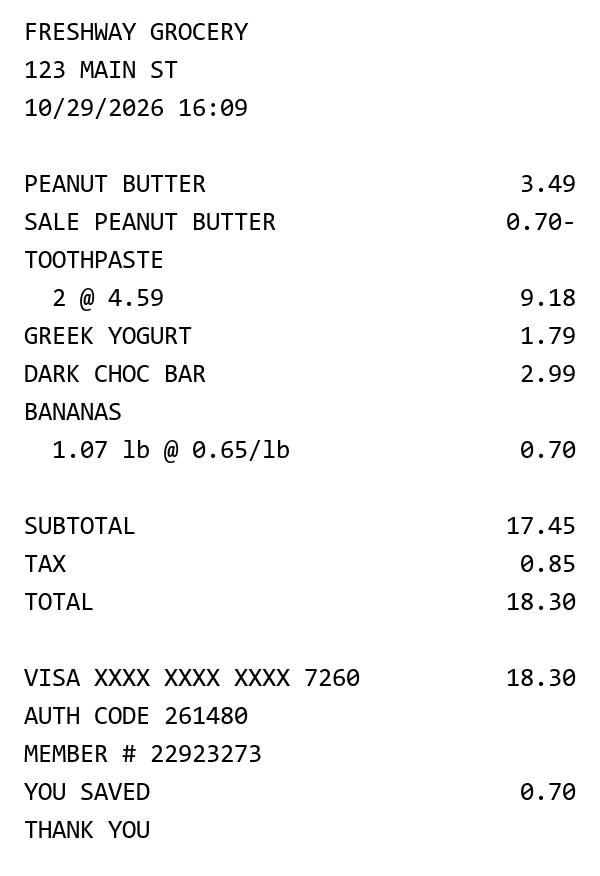 FRESHWAY GROCERY
123 MAIN ST
10/29/2026 16:09
PEANUT BUTTER 3.49
SALE PEANUT BUTTER 0.70-
TOOTHPASTE
2 @ 4.59 9.18
GREEK YOGURT 1.79
DARK CHOC BAR 2.99
BANANAS
1.07 lb @ 0.65/lb 0.70
SUBTOTAL 17.45
TAX 0.85
TOTAL 18.30
VISA XXXX XXXX XXXX 7260 18.30
AUTH CODE 261480
MEMBER # 22923273
YOU SAVED 0.70
THANK YOU